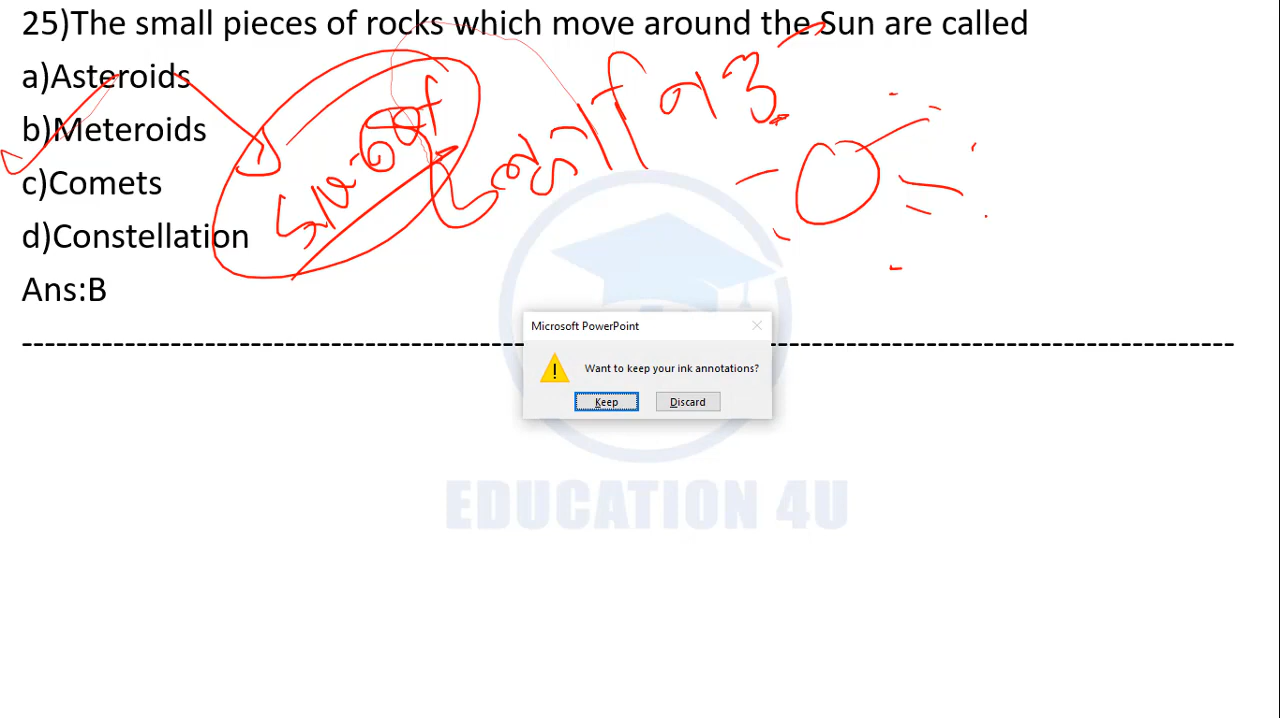 25)The small pieces of rocks which move around the Sun are called
a)Asteroids
b)Meteroids
c)Comets
d)Constellation
Ans:B
--------------------------------------------------------------------------------------------------------------
Microsoft PowerPoint
Want to keep your ink annotations?
Keep
Discard
EDUCATION 4U